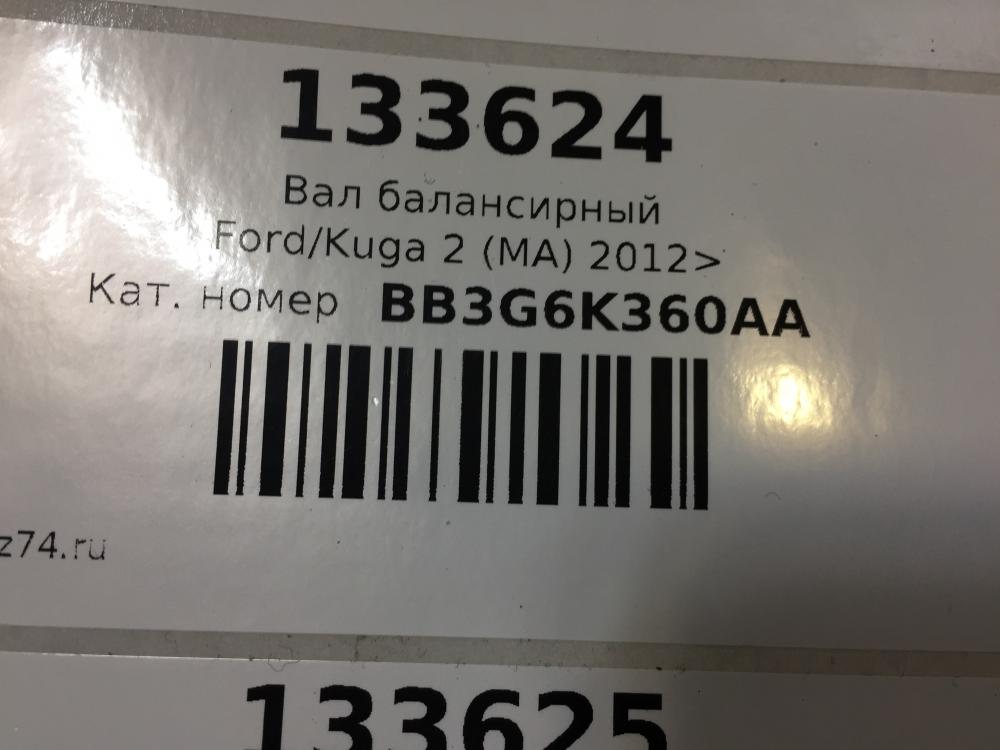 133624
Вал балансирный
Ford/Kuga 2 (MA) 2012>
Кат. номер BB3G6K360AA
z74.ru
133625